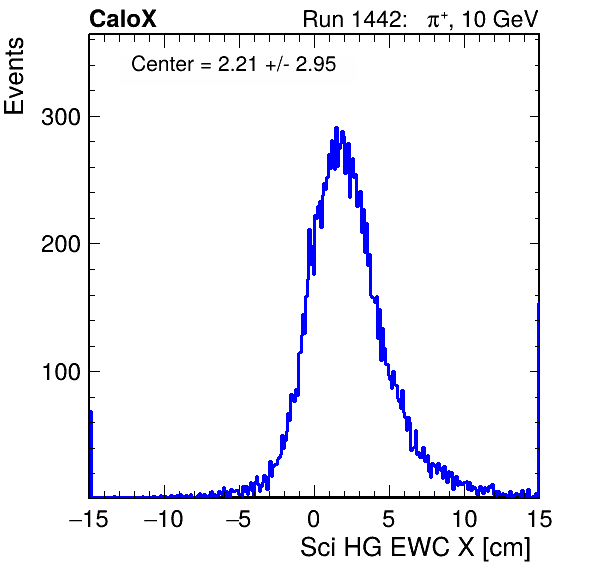 CaloX Run 1442: π⁺, 10 GeV
Center = 2.21 +/- 2.95
Events
300
200
100
−15 −10 −5 0 5 10 15
Sci HG EWC X [cm]